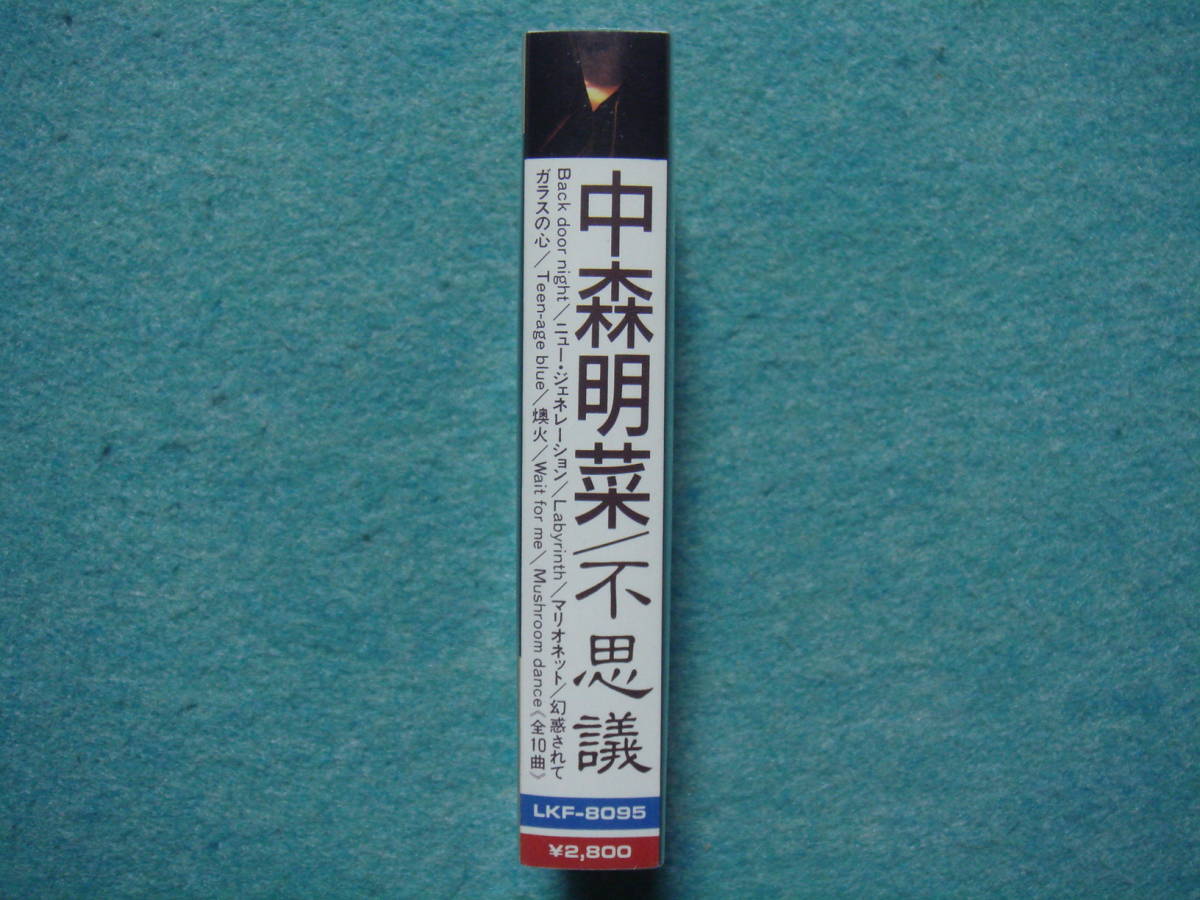 中森明菜/不思議
Back door night/ニュー・ジェネレーション/Labyrinth/マリオネット/幻惑されて
ガラスの心/Teen-age blue/燠火/Wait for me/Mushroom dance《全10曲》
LKF-8095
¥2,800